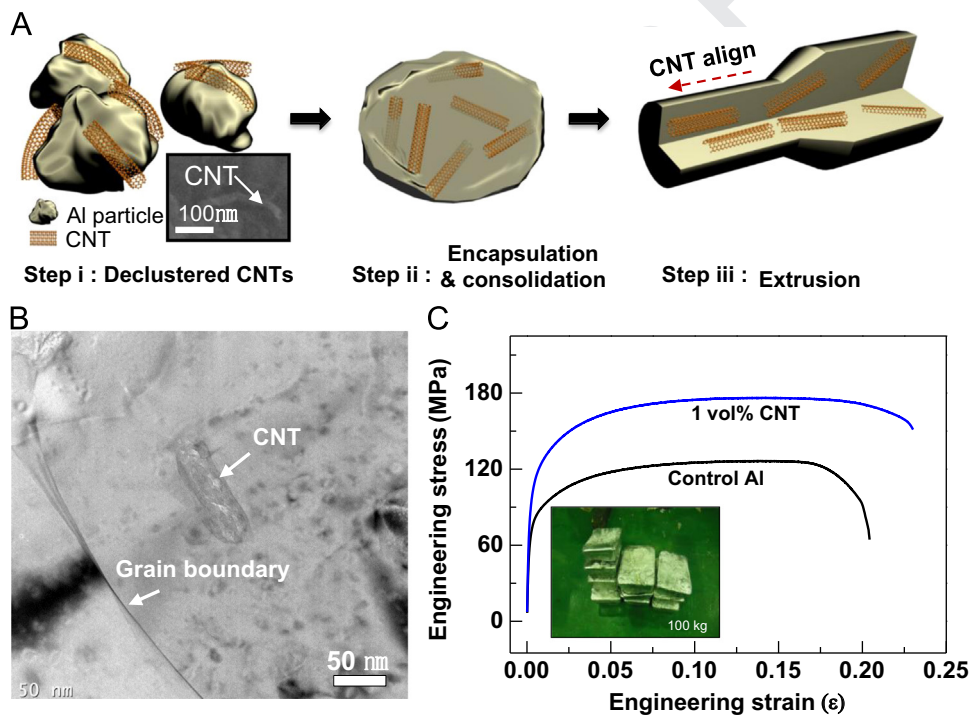 A
CNT align
CNT
100nm
Al particle
CNT
Step i : Declustered CNTs
Step ii : Encapsulation
& consolidation
Step iii : Extrusion
B
CNT
Grain boundary
50 nm
50 nm
C
Engineering stress (MPa)
180
120
60
0
1 vol% CNT
Control Al
100 kg
0.00 0.05 0.10 0.15 0.20 0.25
Engineering strain (ε)